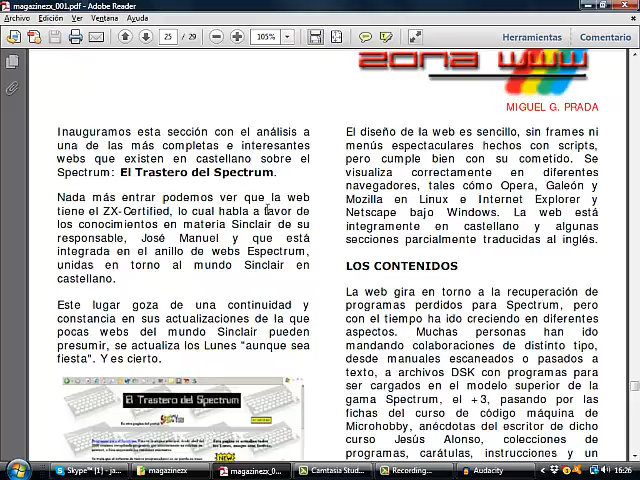 magazinezx_001.pdf - Adobe Reader
Archivo Edición Ver Ventana Ayuda
25 / 29 105% Herramientas Comentario
zona www
MIGUEL G. PRADA
Inauguramos esta sección con el análisis a
una de las más completas e interesantes
webs que existen en castellano sobre el
Spectrum: El Trastero del Spectrum.
Nada más entrar podemos ver que la web
tiene el ZX-Certified, lo cual habla a favor de
los conocimientos en materia Sinclair de su
responsable, José Manuel y que está
integrada en el anillo de webs Espectrum,
unidas en torno al mundo Sinclair en
castellano.
Este lugar goza de una continuidad y
constancia en sus actualizaciones de la que
pocas webs del mundo Sinclair pueden
presumir, se actualiza los Lunes "aunque sea
fiesta". Y es cierto.
El Trastero del Spectrum
El diseño de la web es sencillo, sin frames ni
menús espectaculares hechos con scripts,
pero cumple bien con su cometido. Se
visualiza correctamente en diferentes
navegadores, tales cómo Opera, Galeón y
Mozilla en Linux e Internet Explorer y
Netscape bajo Windows. La web está
íntegramente en castellano y algunas
secciones parcialmente traducidas al inglés.
LOS CONTENIDOS
La web gira en torno a la recuperación de
programas perdidos para Spectrum, pero
con el tiempo ha ido creciendo en diferentes
aspectos. Muchas personas han ido
mandando colaboraciones de distinto tipo,
desde manuales escaneados o pasados a
texto, a archivos DSK con programas para
ser cargados en el modelo superior de la
gama Spectrum, el +3, pasando por las
fichas del curso de código máquina de
Microhobby, anécdotas del escritor de dicho
curso Jesús Alonso, colecciones de
programas, carátulas, instrucciones y un
Skype™ [1] - ja... magazinezx magazinezx_0... Camtasia Stud... Recording... Audacity 16:26